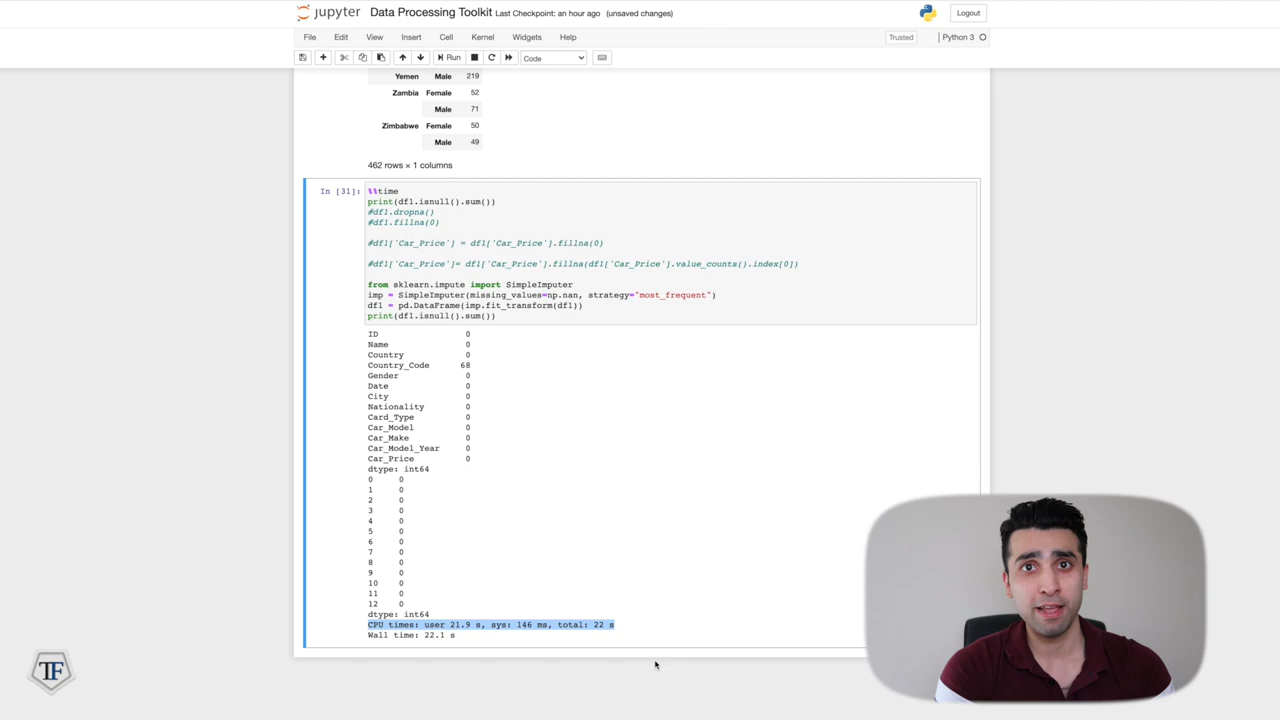 jupyter Data Processing Toolkit Last Checkpoint: an hour ago (unsaved changes) Logout
File Edit View Insert Cell Kernel Widgets Help Trusted Python 3
Run Code
Yemen Male 219
Zambia Female 52
Male 71
Zimbabwe Female 50
Male 49
462 rows × 1 columns
In [31]: %%time
print(df1.isnull().sum())
#df1.dropna()
#df1.fillna(0)
#df1['Car_Price'] = df1['Car_Price'].fillna(0)
#df1['Car_Price']= df1['Car_Price'].fillna(df1['Car_Price'].value_counts().index[0])
from sklearn.impute import SimpleImputer
imp = SimpleImputer(missing_values=np.nan, strategy="most_frequent")
df1 = pd.DataFrame(imp.fit_transform(df1))
print(df1.isnull().sum())
ID 0
Name 0
Country 0
Country_Code 68
Gender 0
Date 0
City 0
Nationality 0
Card_Type 0
Car_Model 0
Car_Make 0
Car_Model_Year 0
Car_Price 0
dtype: int64
0 0
1 0
2 0
3 0
4 0
5 0
6 0
7 0
8 0
9 0
10 0
11 0
12 0
dtype: int64
CPU times: user 21.9 s, sys: 146 ms, total: 22 s
Wall time: 22.1 s
TF